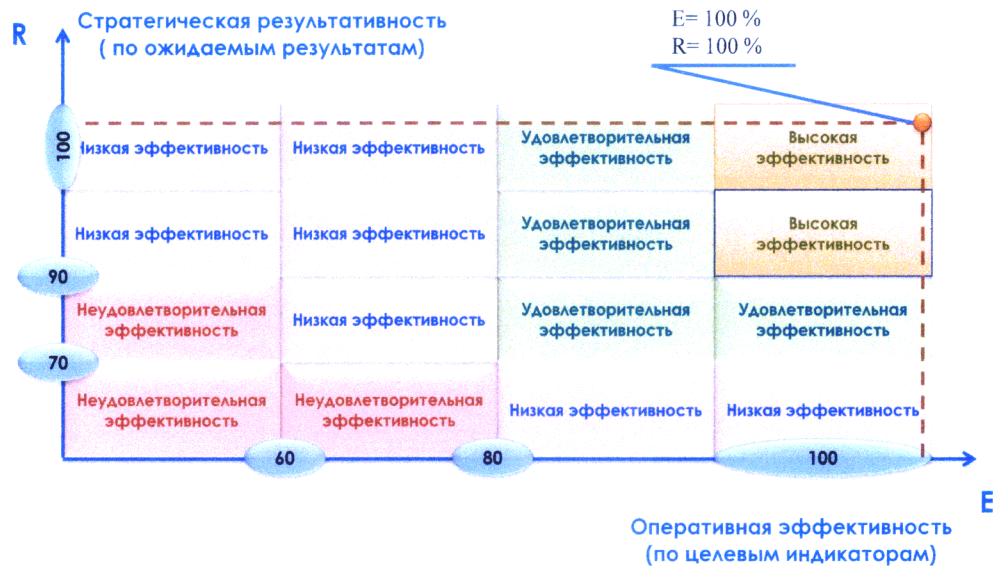 R
Стратегическая результативность
( по ожидаемым результатам)
E= 100 %
R= 100 %
100
Низкая эффективность
Низкая эффективность
Удовлетворительная
эффективность
Высокая
эффективность
Низкая эффективность
Низкая эффективность
Удовлетворительная
эффективность
Высокая
эффективность
90
Неудовлетворительная
эффективность
Низкая эффективность
Удовлетворительная
эффективность
Удовлетворительная
эффективность
70
Неудовлетворительная
эффективность
Неудовлетворительная
эффективность
Низкая эффективность
Низкая эффективность
60
80
100
E
Оперативная эффективность
(по целевым индикаторам)